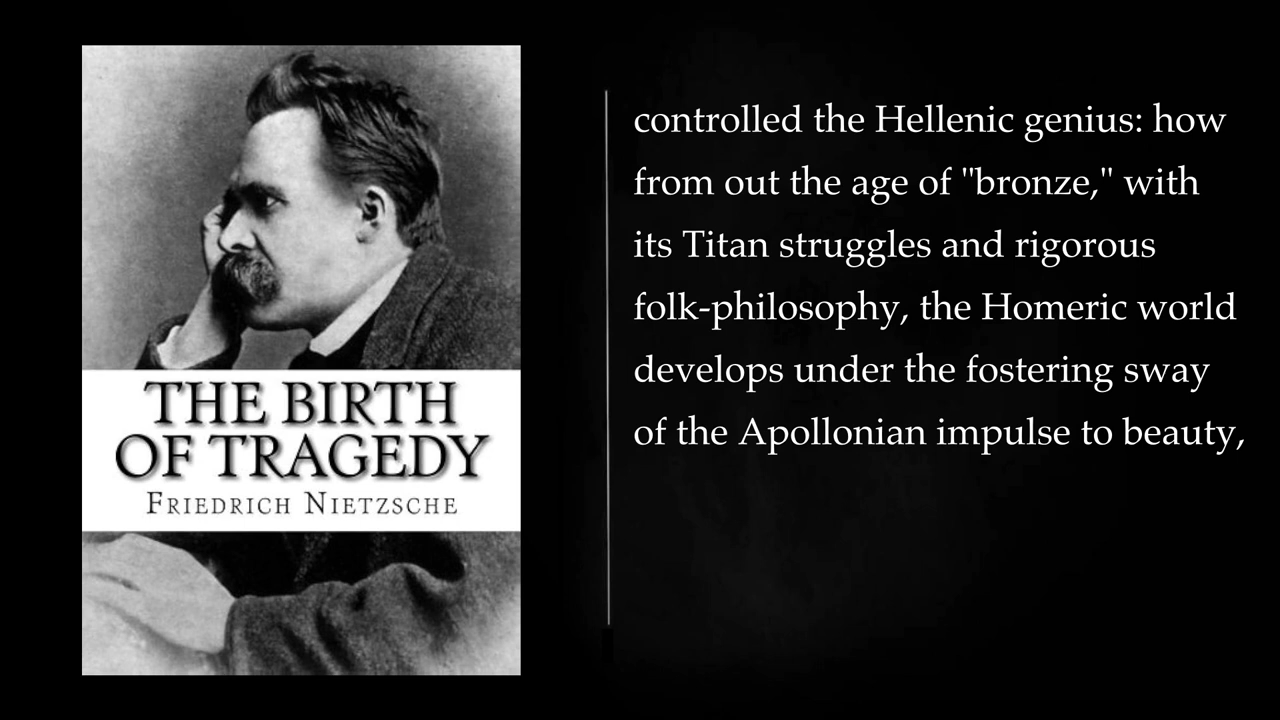 THE BIRTH
OF TRAGEDY
FRIEDRICH NIETZSCHE
controlled the Hellenic genius: how
from out the age of "bronze," with
its Titan struggles and rigorous
folk-philosophy, the Homeric world
develops under the fostering sway
of the Apollonian impulse to beauty,